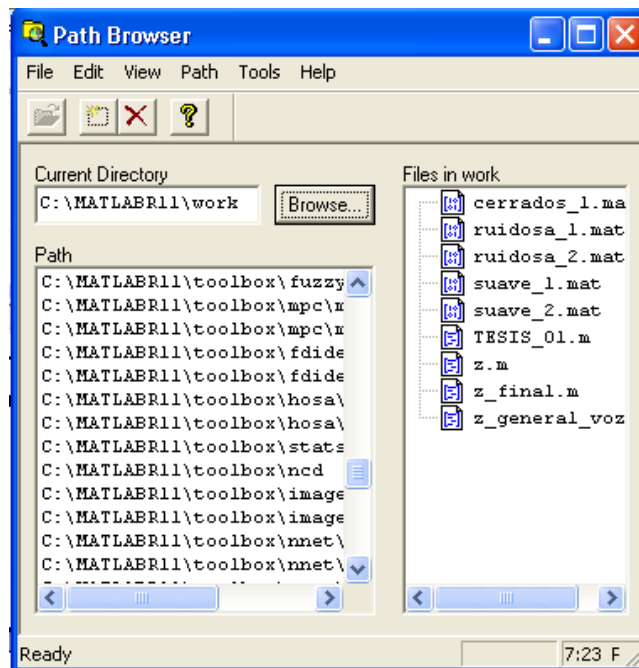 Path Browser
File Edit View Path Tools Help
Current Directory
C:\MATLABR11\work
Browse...
Path
C:\MATLABR11\toolbox\fuzzy
C:\MATLABR11\toolbox\mpc\m
C:\MATLABR11\toolbox\mpc\m
C:\MATLABR11\toolbox\fdide
C:\MATLABR11\toolbox\fdide
C:\MATLABR11\toolbox\hosa\
C:\MATLABR11\toolbox\hosa\
C:\MATLABR11\toolbox\stats
C:\MATLABR11\toolbox\ncd
C:\MATLABR11\toolbox\image
C:\MATLABR11\toolbox\image
C:\MATLABR11\toolbox\nnet\
C:\MATLABR11\toolbox\nnet\
Files in work
cerrados_1.ma
ruidosa_1.mat
ruidosa_2.mat
suave_1.mat
suave_2.mat
TESIS_01.m
z.m
z_final.m
z_general_voz
Ready
7:23 F